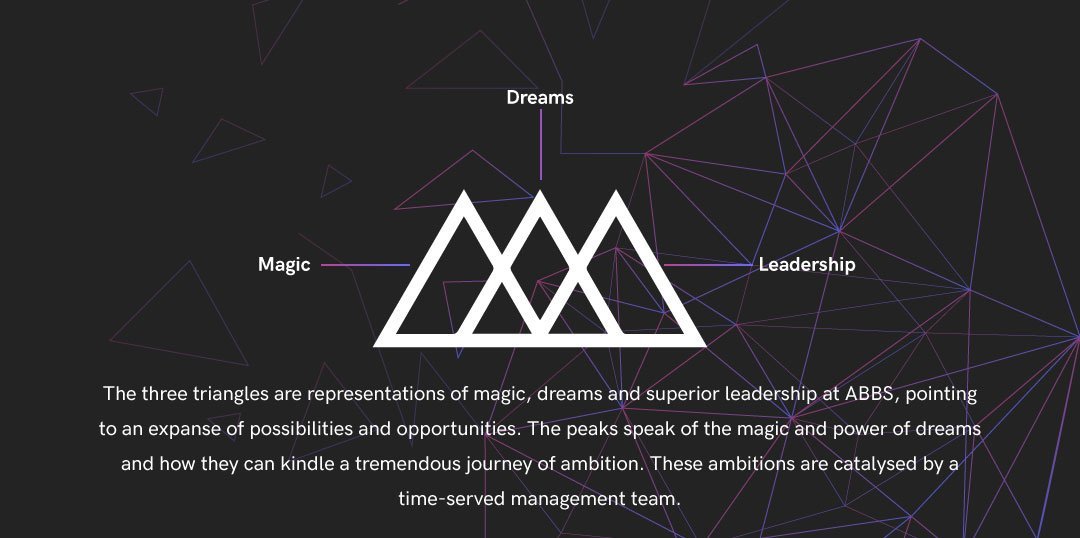 Dreams
Magic
Leadership
The three triangles are representations of magic, dreams and superior leadership at ABBS, pointing
to an expanse of possibilities and opportunities. The peaks speak of the magic and power of dreams
and how they can kindle a tremendous journey of ambition. These ambitions are catalysed by a
time-served management team.